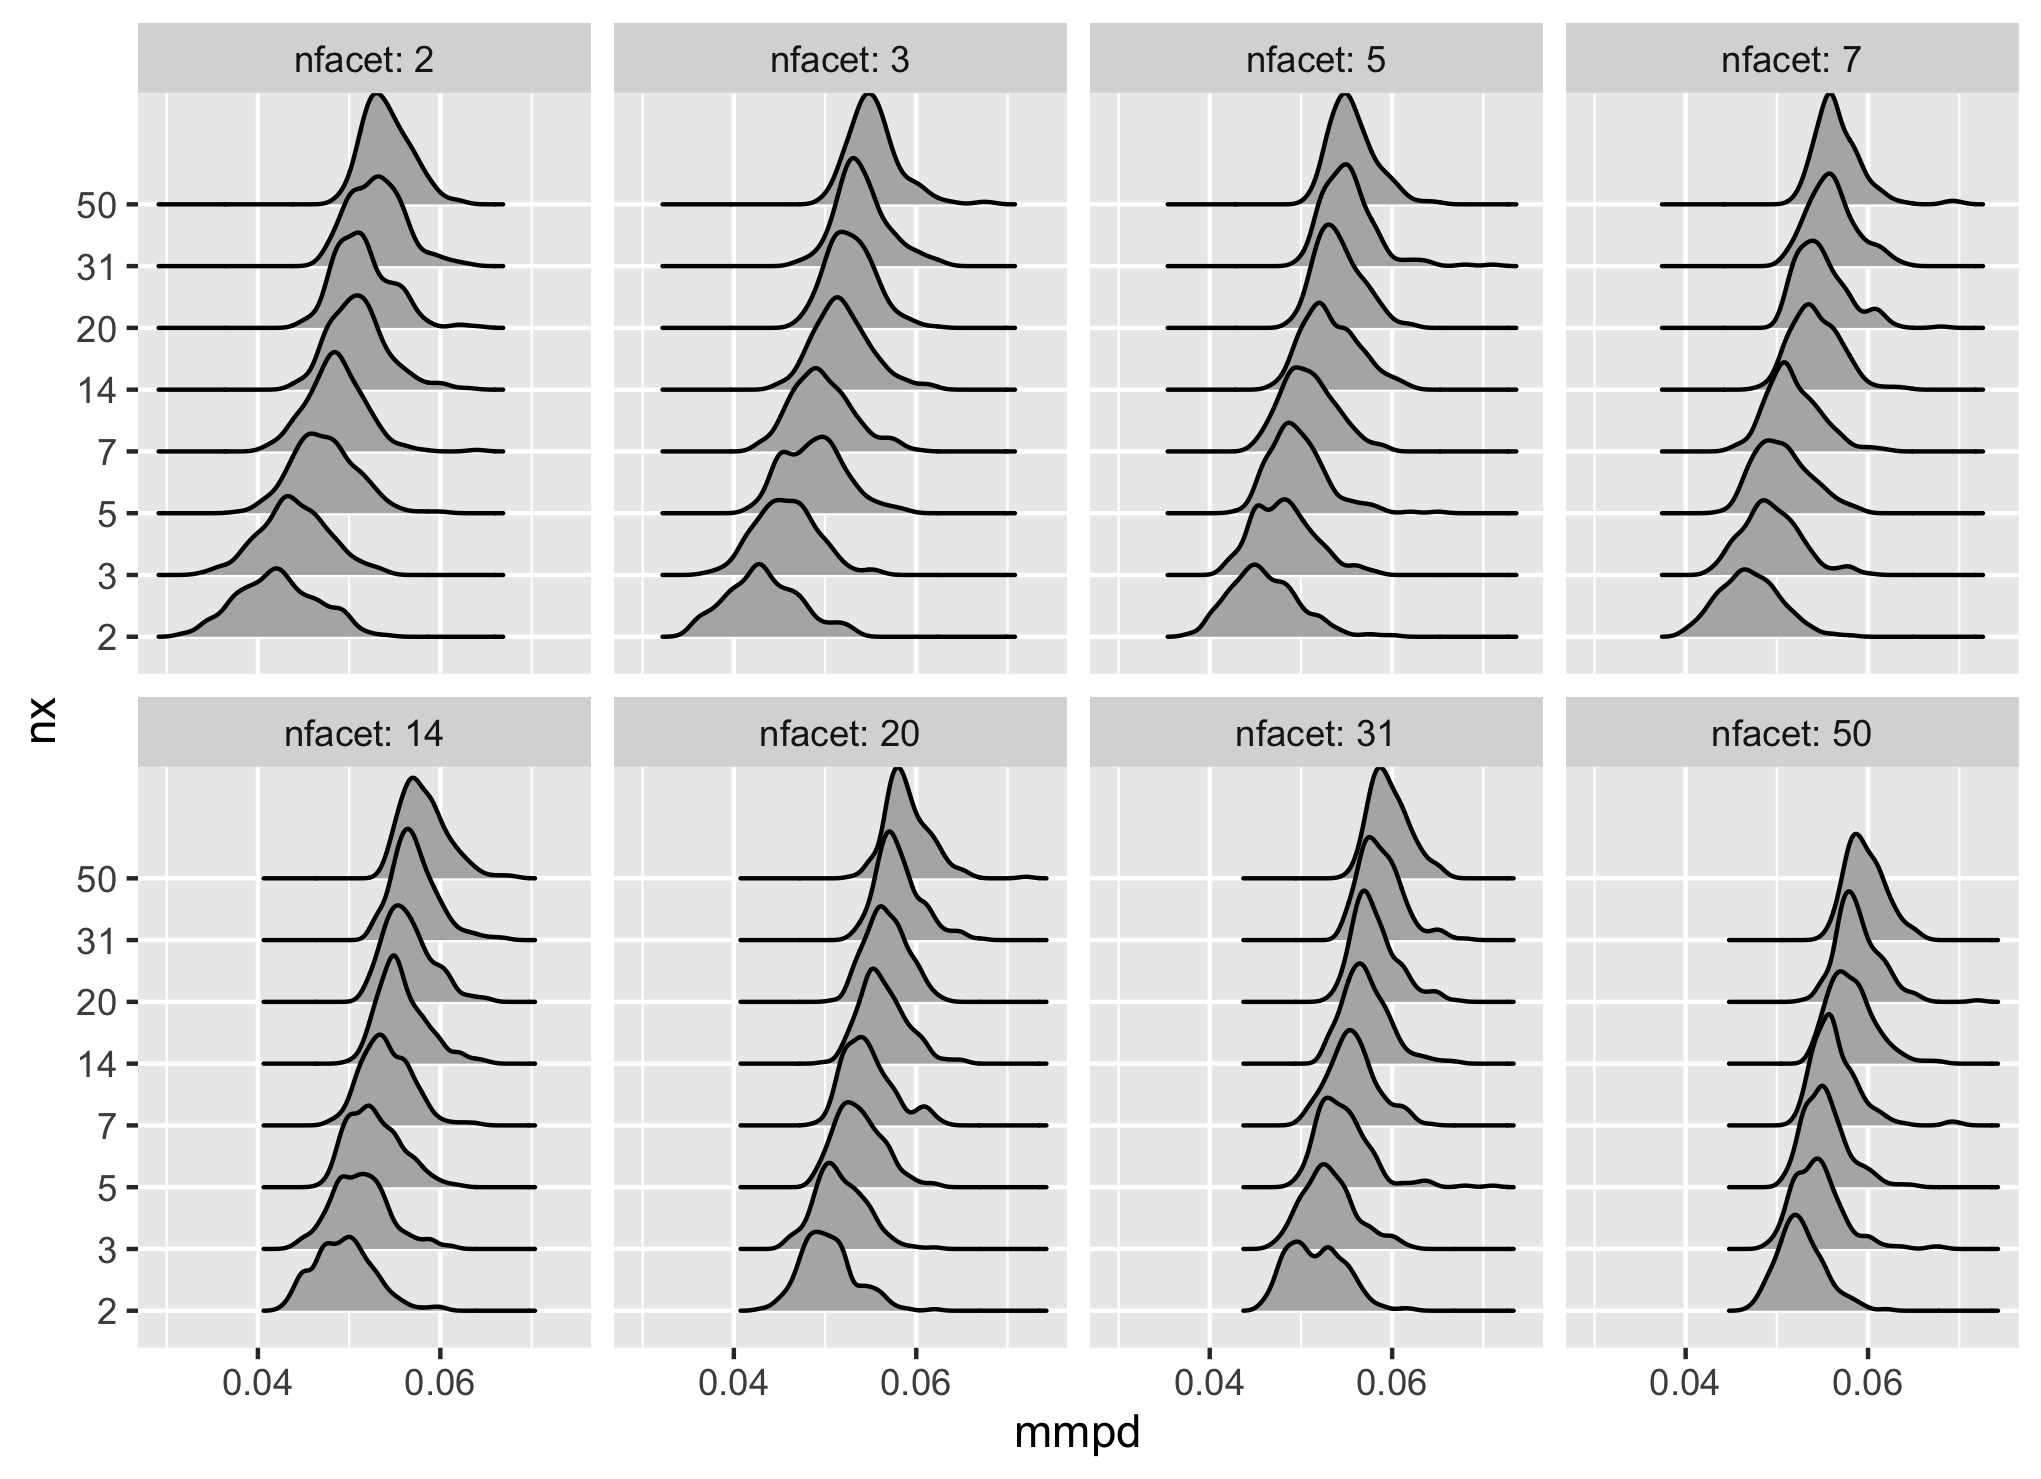 nfacet: 2
nfacet: 3
nfacet: 5
nfacet: 7
50
31
20
14
7
5
3
2
nx
nfacet: 14
nfacet: 20
nfacet: 31
nfacet: 50
50
31
20
14
7
5
3
2
0.04 0.06
0.04 0.06
0.04 0.06
0.04 0.06
mmpd